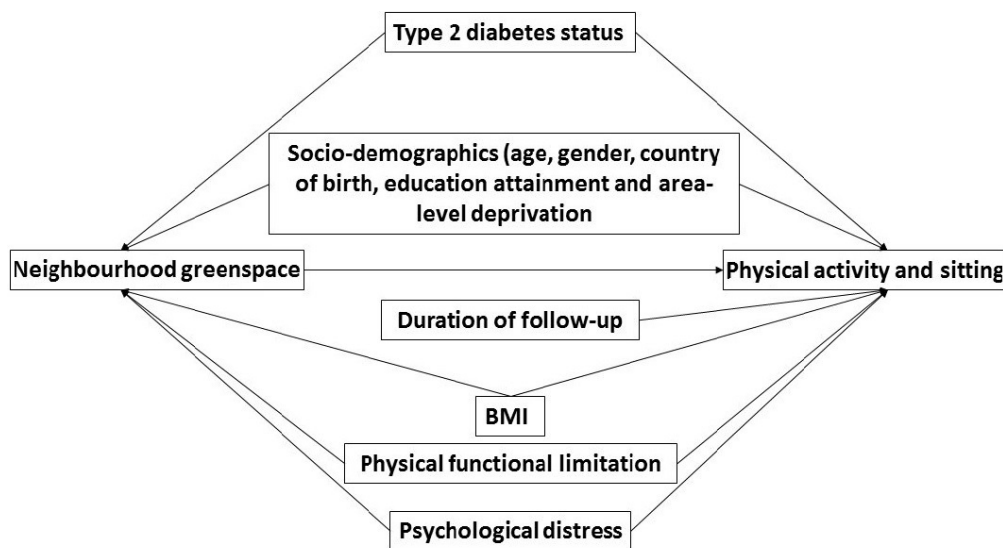 Type 2 diabetes status
Socio-demographics (age, gender, country
of birth, education attainment and area-
level deprivation
Neighbourhood greenspace
Physical activity and sitting
Duration of follow-up
BMI
Physical functional limitation
Psychological distress